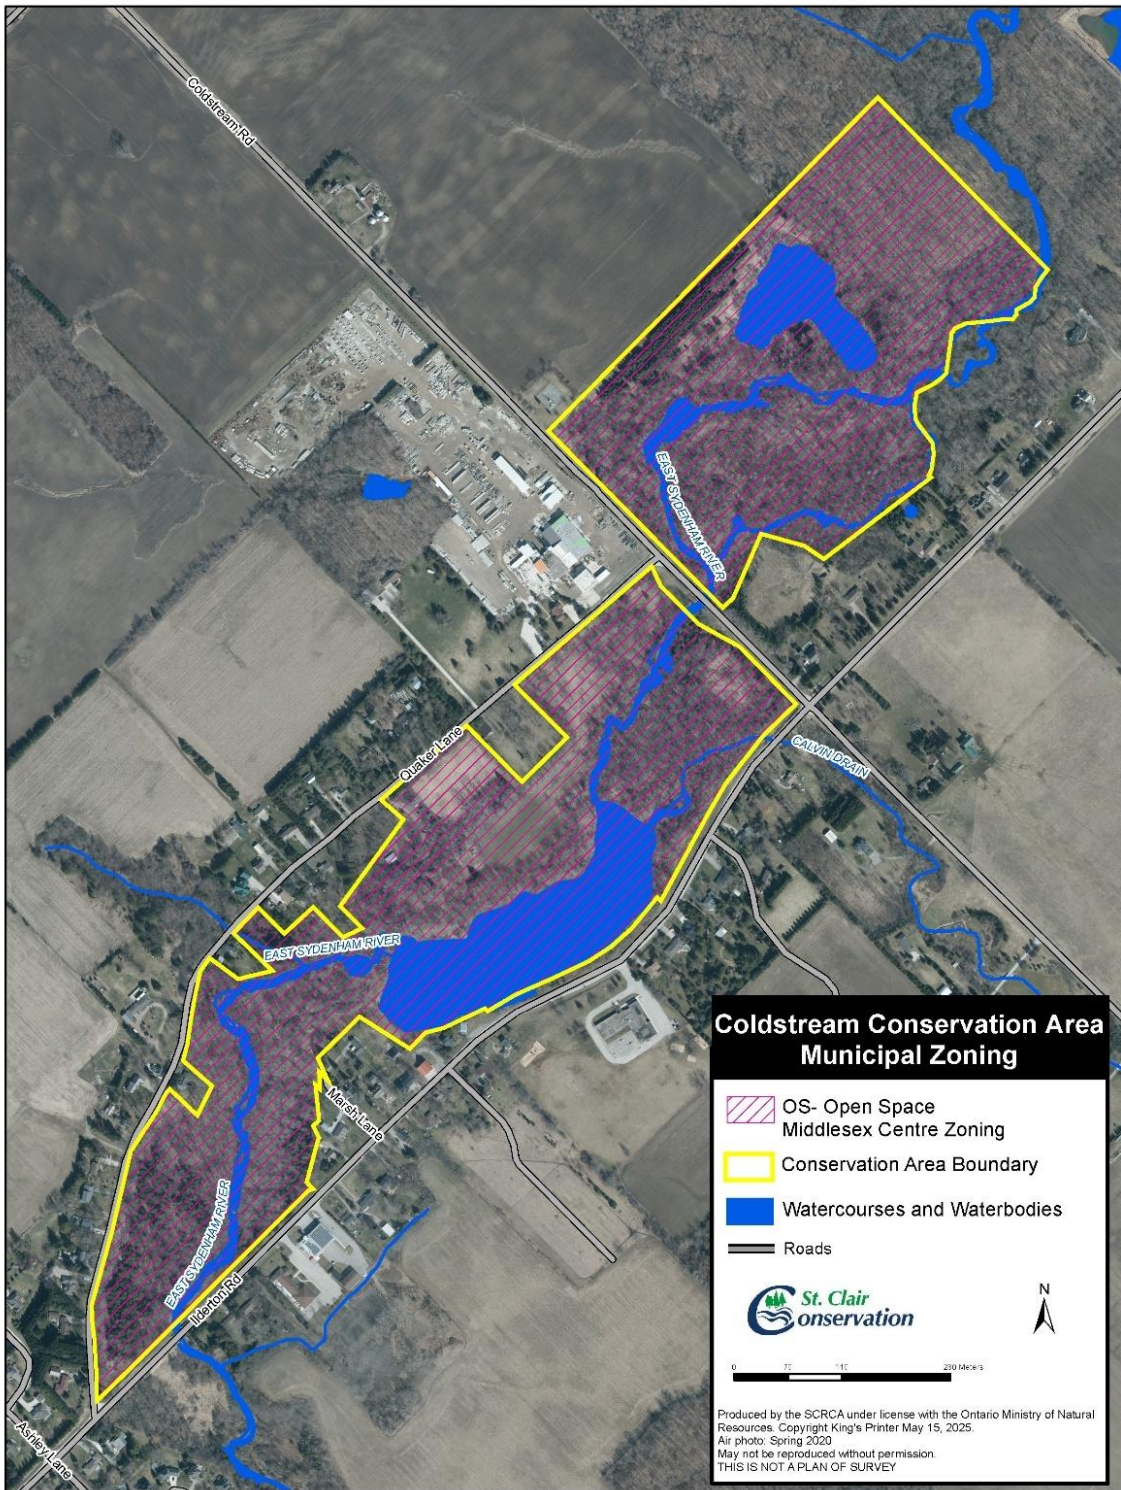 Coldstream Rd
EAST SYDENHAM RIVER
CALVIN DRAIN
Quaker Lane
EAST SYDENHAM RIVER
Marsh Lane
EAST SYDENHAM RIVER
Ilderton Rd
Ashley Lane
Coldstream Conservation Area
Municipal Zoning
OS- Open Space
Middlesex Centre Zoning
Conservation Area Boundary
Watercourses and Waterbodies
Roads
St. Clair
Conservation
N
0 280 Meters
Produced by the SCRCA under license with the Ontario Ministry of Natural
Resources. Copyright King's Printer May 15, 2025.
Air photo: Spring 2020
May not be reproduced without permission.
THIS IS NOT A PLAN OF SURVEY